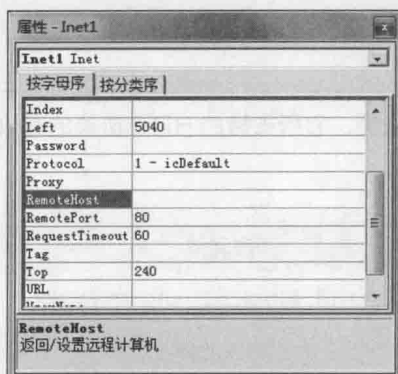 属性 - Inet1
Inet1 Inet
按字母序 按分类序
Index
Left 5040
Password
Protocol 1 - icDefault
Proxy
RemoteHost
RemotePort 80
RequestTimeout 60
Tag
Top 240
URL
RemoteHost
返回/设置远程计算机